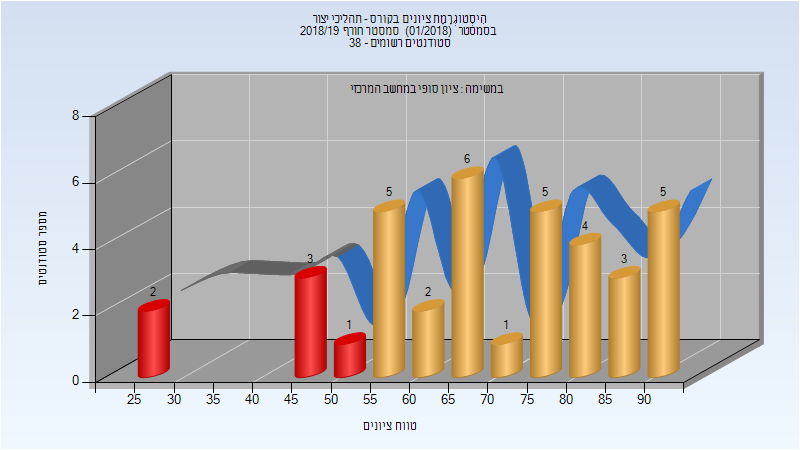 היסטוגרמת ציונים בקורס - תהליכי יצור
בסמסטר (01/2018) סמסטר חורף 2018/19
סטודנטים רשומים - 38
במשימה : ציון סופי במחשב המרכזי
מספר סטודנטים
8
6
4
2
0
2
3
1
5
2
6
1
5
4
3
5
25 30 35 40 45 50 55 60 65 70 75 80 85 90
טווח ציונים